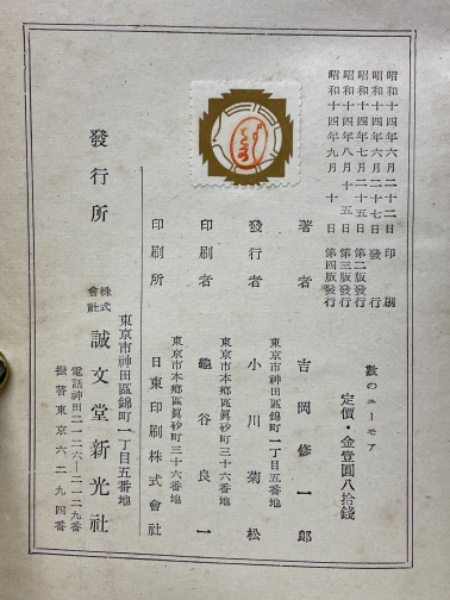 昭和十四年六月二十二日印刷
昭和十四年六月二十七日發行
昭和十四年七月二十五日第二版發行
昭和十四年八月十五日第三版發行
昭和十四年九月十日第四版發行
數のユーモア
定價・金壹圓八拾錢
著者 吉岡修一郎
東京市神田區錦町一丁目五番地
發行者 小川菊松
東京市本鄕區眞砂町三十六番地
印刷者 龜谷良一
東京市本鄕區眞砂町三十六番地
印刷所 日東印刷株式會社
東京市神田區錦町一丁目五番地
發行所 株式會社 誠文堂新光社
電話神田二一二六—二一二九番
振替東京六二九四番